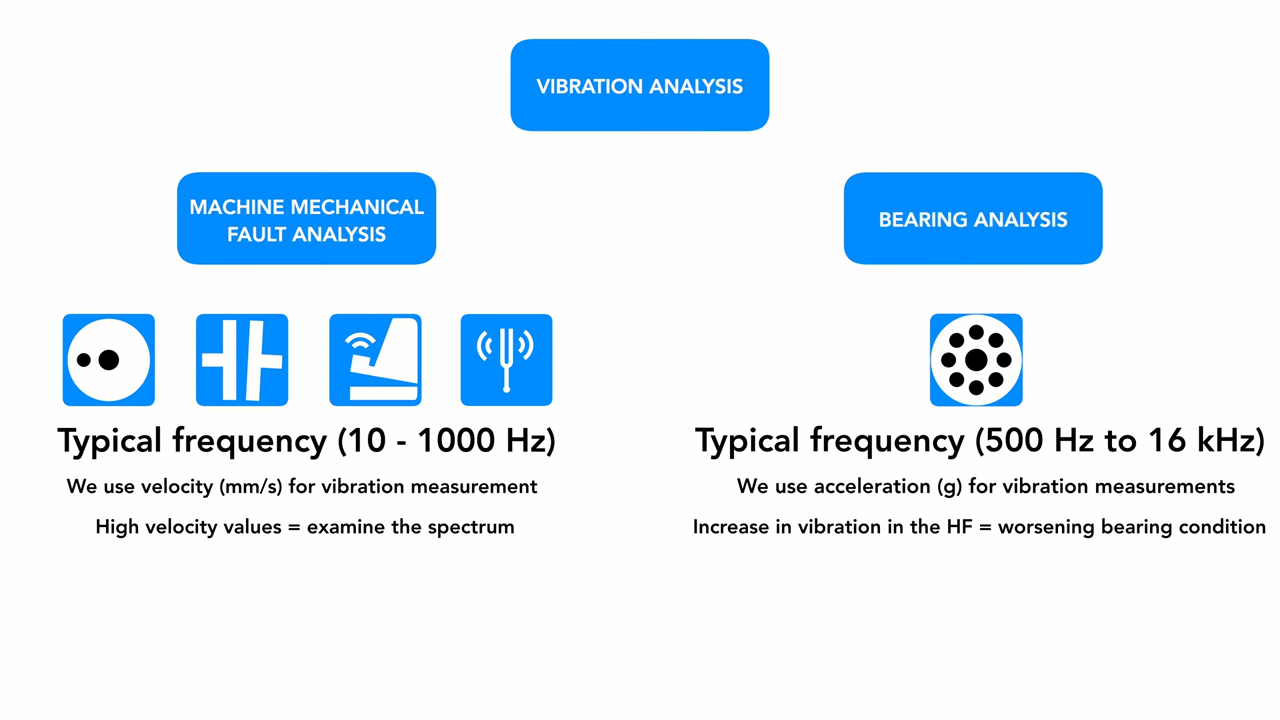 VIBRATION ANALYSIS
MACHINE MECHANICAL
FAULT ANALYSIS
BEARING ANALYSIS
Typical frequency (10 - 1000 Hz)
We use velocity (mm/s) for vibration measurement
High velocity values = examine the spectrum
Typical frequency (500 Hz to 16 kHz)
We use acceleration (g) for vibration measurements
Increase in vibration in the HF = worsening bearing condition